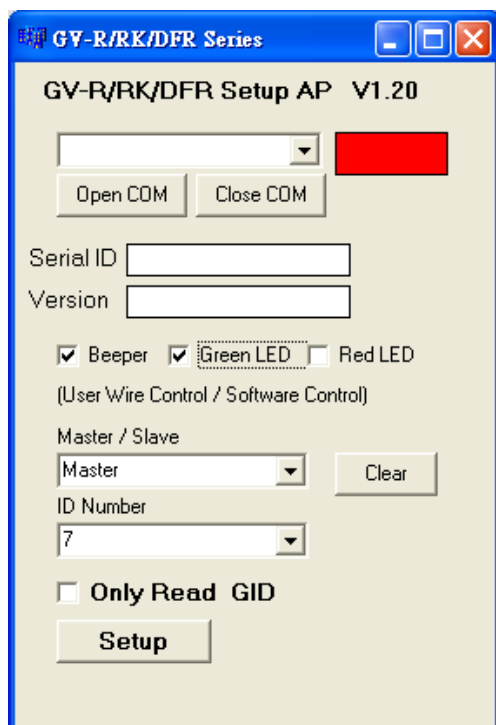 GV-R/RK/DFR Series
GV-R/RK/DFR Setup AP V1.20
Open COM Close COM
Serial ID
Version
Beeper Green LED Red LED
(User Wire Control / Software Control)
Master / Slave
Master Clear
ID Number
7
Only Read GID
Setup